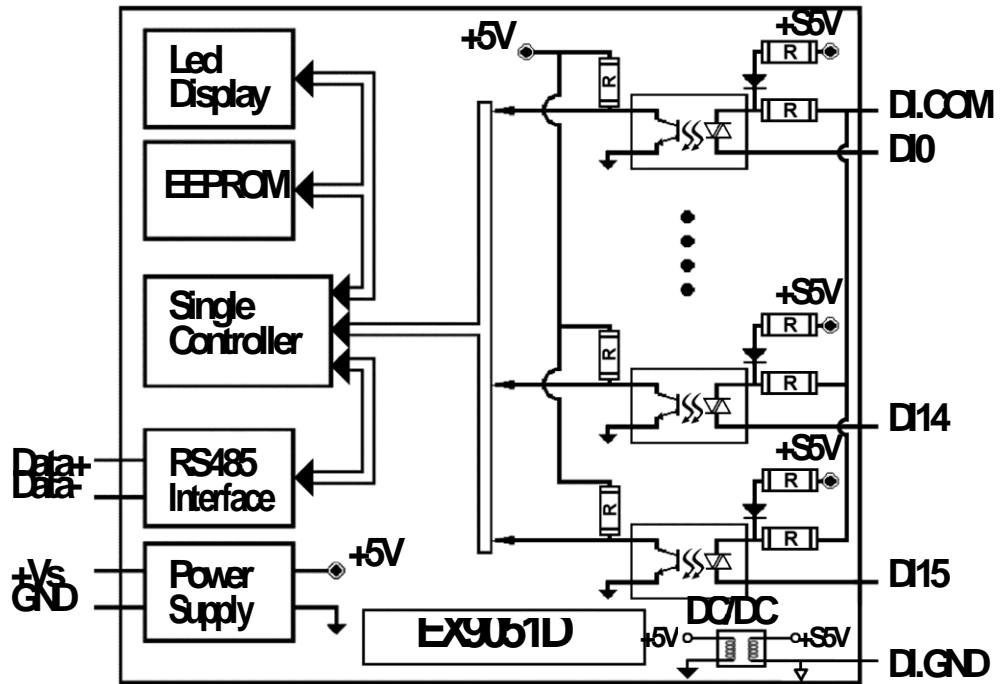 Led
Display
EEPROM
Single
Controller
RS485
Interface
Power
Supply
Data+
Data-
+Vs
GND
+5V
+5V
R
R
R
+S5V
R
R
DI.COM
DI0
+S5V
R
R
DI14
+S5V
R
R
DI15
EX9051D
DC/DC
+5V
+S5V
DI.GND